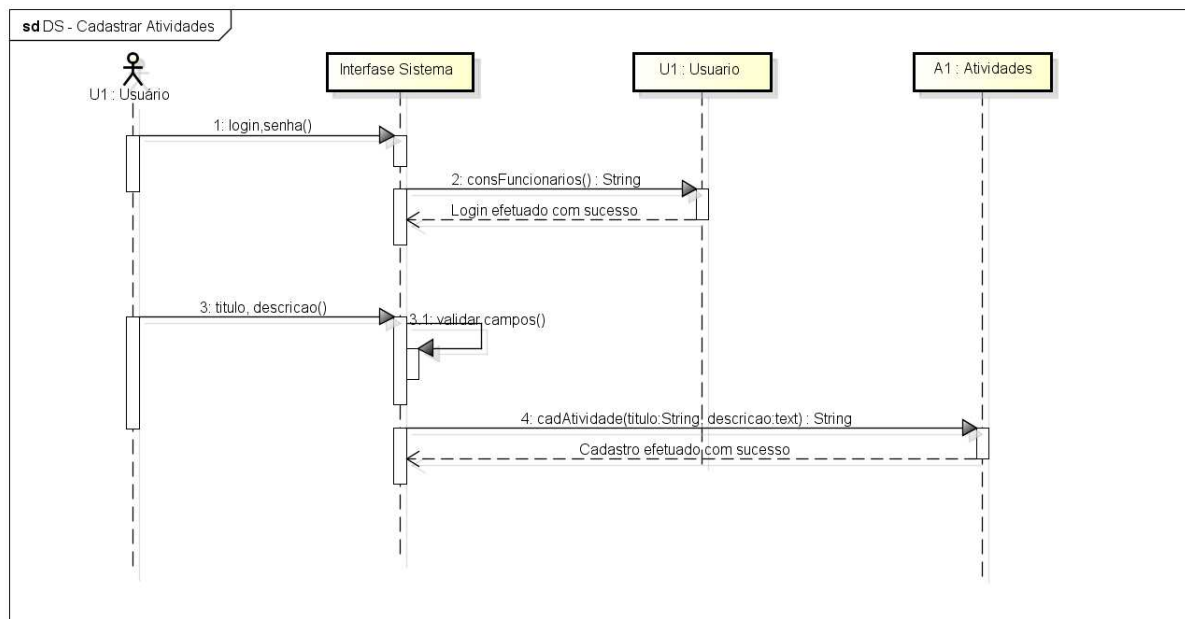 sd DS - Cadastrar Atividades
U1 : Usuário
Interfase Sistema
U1 : Usuario
A1 : Atividades
1: login,senha()
2: consFuncionarios() : String
Login efetuado com sucesso
3: titulo, descricao()
3.1: validar campos()
4: cadAtividade(titulo:String, descricao:text) : String
Cadastro efetuado com sucesso